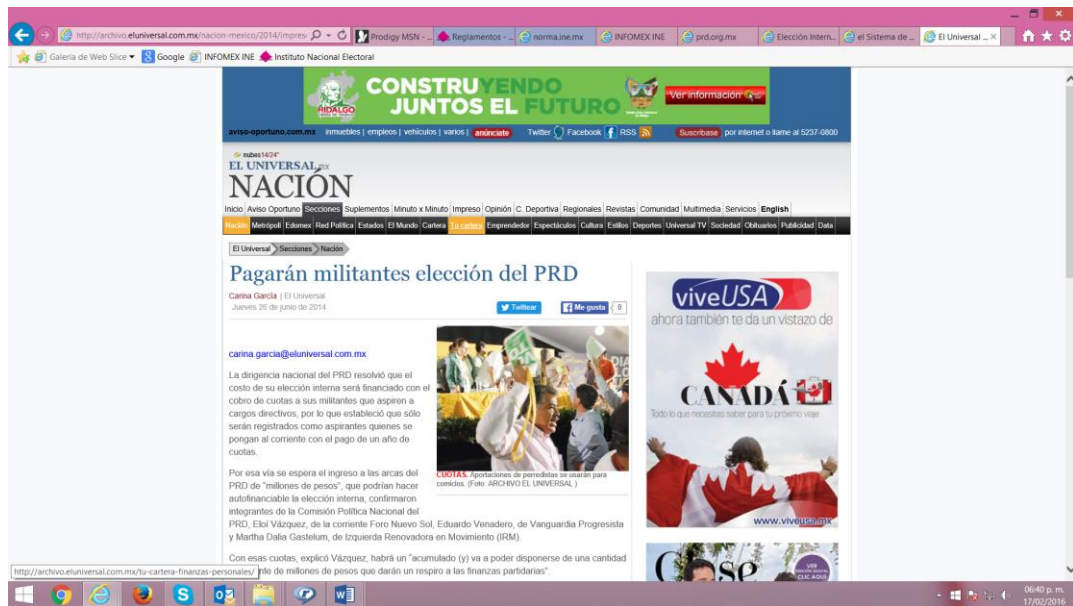 http://archivo.eluniversal.com.mx/nacion-mexico/2014/impres
Prodigy MSN - ...
Reglamentos - ...
norma.ine.mx
INFOMEX INE
prd.org.mx
Elección Intern...
el Sistema de ...
El Universal ...
Galería de Web Slice
Google
INFOMEX INE
Instituto Nacional Electoral
HIDALGO
CONSTRUYENDO
JUNTOS EL FUTURO
Ver información
aviso-oportuno.com.mx inmuebles | empleos | vehículos | varios | anúnciate Twitter Facebook RSS Suscríbase por internet o llame al 5237-0800
nubes14/24°
EL UNIVERSAL.mx
NACIÓN
Inicio Aviso Oportuno Secciones Suplementos Minuto x Minuto Impreso Opinión C. Deportiva Regionales Revistas Comunidad Multimedia Servicios English
Nación Metrópoli Edomex Red Política Estados El Mundo Cartera Tu cartera Emprendedor Espectáculos Cultura Estilos Deportes Universal TV Sociedad Obituarios Publicidad Data
El Universal Secciones Nación
Pagarán militantes elección del PRD
Carina García | El Universal
Jueves 26 de junio de 2014
Twittear
Me gusta 0
carina.garcia@eluniversal.com.mx
La dirigencia nacional del PRD resolvió que el
costo de su elección interna será financiado con el
cobro de cuotas a sus militantes que aspiren a
cargos directivos, por lo que estableció que sólo
serán registrados como aspirantes quienes se
pongan al corriente con el pago de un año de
cuotas.
CUOTAS. Aportaciones de perredistas se usarán para
comicios. (Foto: ARCHIVO EL UNIVERSAL )
Por esa vía se espera el ingreso a las arcas del
PRD de "millones de pesos", que podrían hacer
autofinanciable la elección interna, confirmaron
integrantes de la Comisión Política Nacional del
PRD, Eloí Vázquez, de la corriente Foro Nuevo Sol, Eduardo Venadero, de Vanguardia Progresista
y Martha Dalia Gastelum, de Izquierda Renovadora en Movimiento (IRM).
Con esas cuotas, explicó Vázquez, habrá un "acumulado (y) va a poder disponerse de una cantidad
nte de millones de pesos que darán un respiro a las finanzas partidarias".
viveUSA
ahora también te da un vistazo de
CANADÁ
Todo lo que necesitas saber para tu próximo viaje
www.viveusa.mx
VER
CLIC AQUÍ
http://archivo.eluniversal.com.mx/tu-cartera-finanzas-personales/
06:40 p. m.
17/02/2016